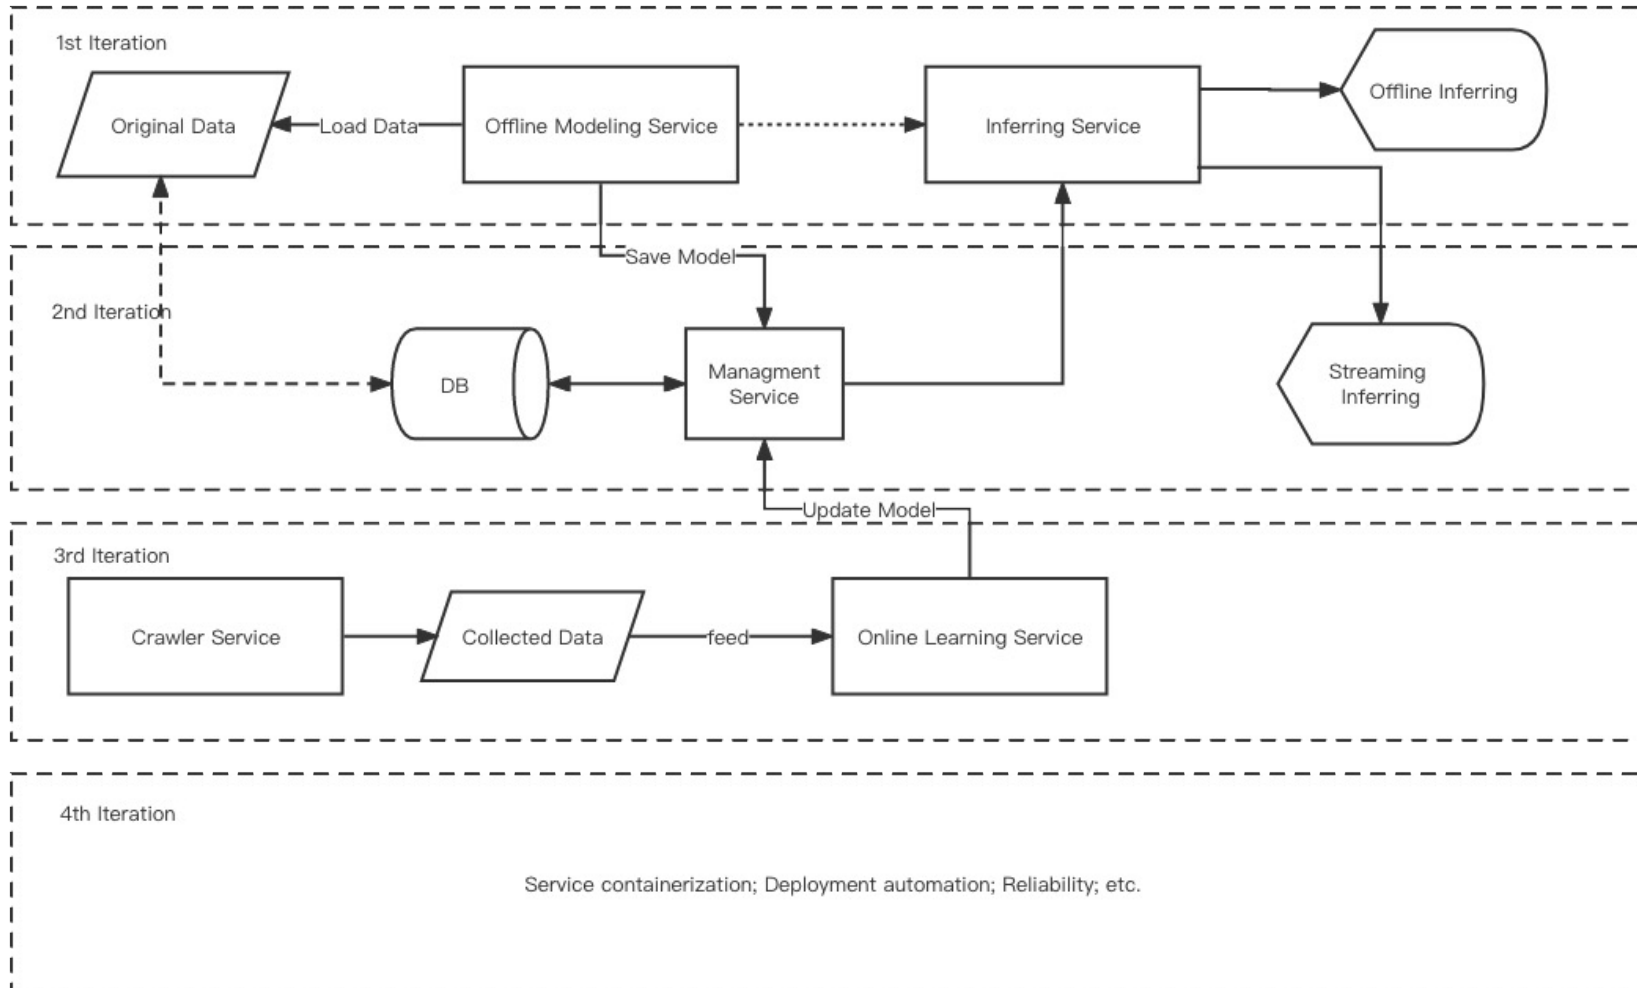 1st Iteration
Original Data
Load Data
Offline Modeling Service
Inferring Service
Offline Inferring
Save Model
2nd Iteration
DB
Managment
Service
Streaming
Inferring
Update Model
3rd Iteration
Crawler Service
Collected Data
feed
Online Learning Service
4th Iteration
Service containerization; Deployment automation; Reliability; etc.